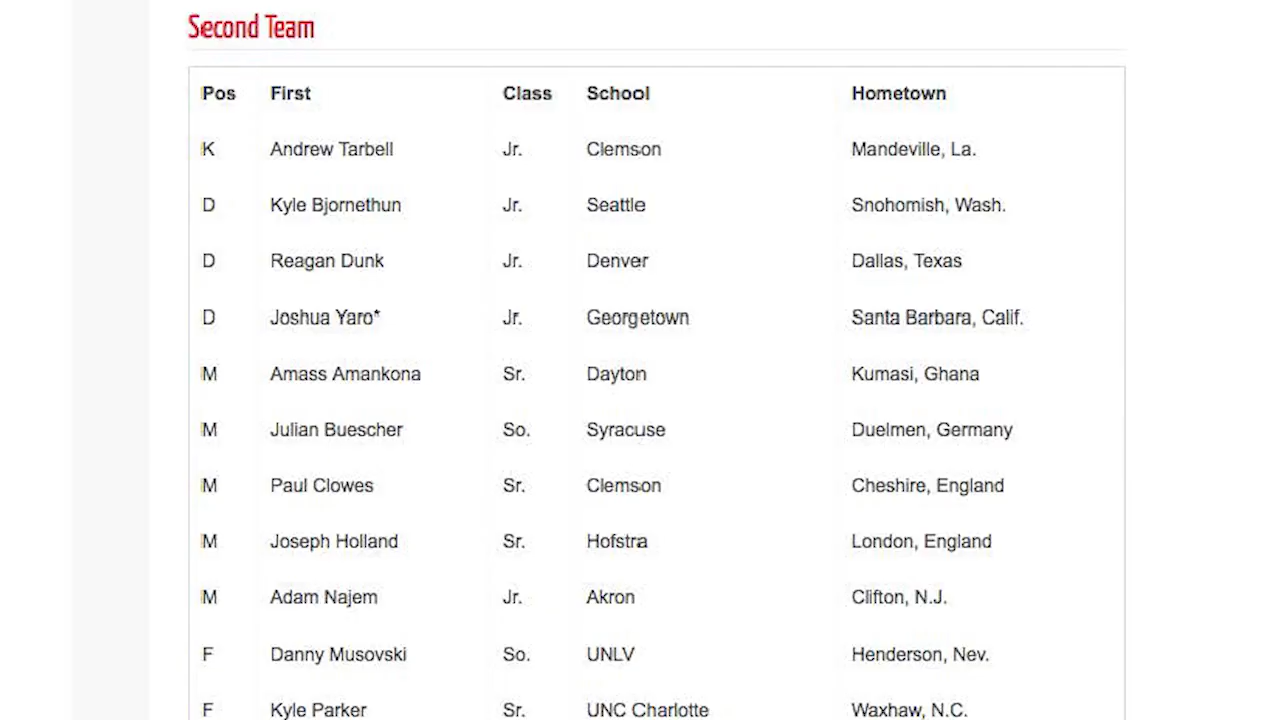 Second Team
Pos First Class School Hometown
K Andrew Tarbell Jr. Clemson Mandeville, La.
D Kyle Bjornethun Jr. Seattle Snohomish, Wash.
D Reagan Dunk Jr. Denver Dallas, Texas
D Joshua Yaro* Jr. Georgetown Santa Barbara, Calif.
M Amass Amankona Sr. Dayton Kumasi, Ghana
M Julian Buescher So. Syracuse Duelmen, Germany
M Paul Clowes Sr. Clemson Cheshire, England
M Joseph Holland Sr. Hofstra London, England
M Adam Najem Jr. Akron Clifton, N.J.
F Danny Musovski So. UNLV Henderson, Nev.
F Kyle Parker Sr. UNC Charlotte Waxhaw, N.C.